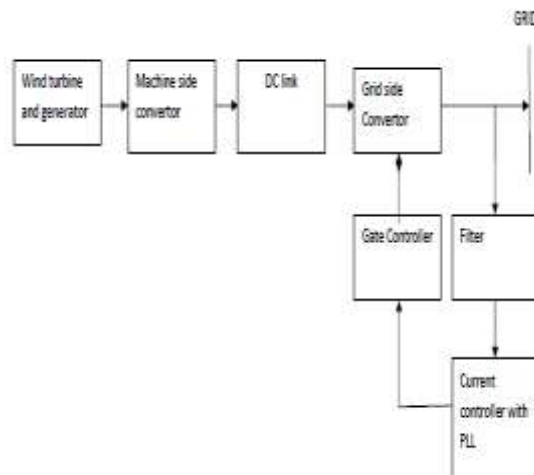 GRID
Wind turbine
and generator
Machine side
convertor
DC link
Grid side
Convertor
Gate Controller
Filter
Current
controller with
PLL